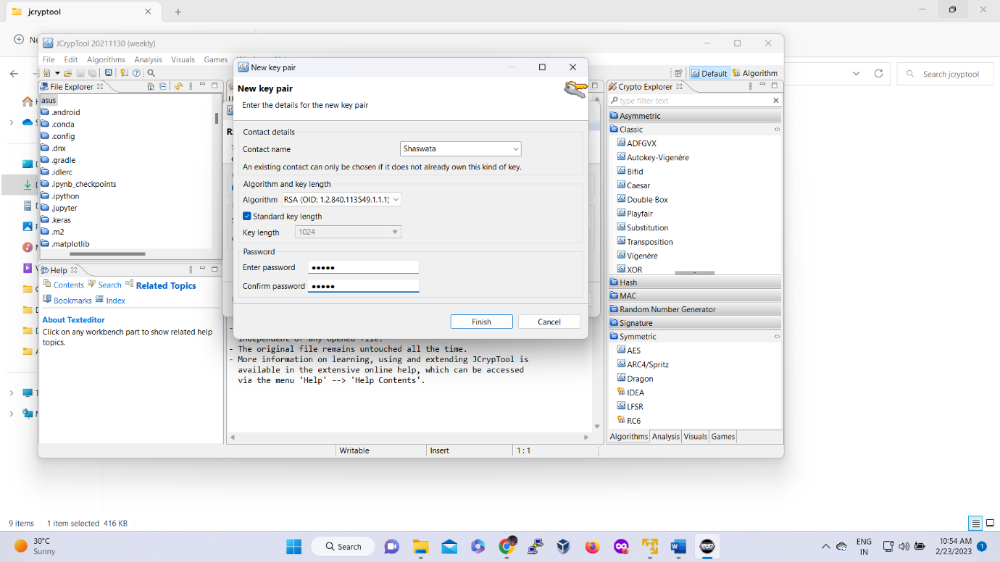 jcryptool
Ne
JCrypTool 20211130 (weekly)
File Edit Algorithms Analysis Visuals Games
Default Algorithm
Search jcryptool
File Explorer
asus
.android
.conda
.config
.dnx
.gradle
.idlerc
.ipynb_checkpoints
.ipython
.jupyter
.keras
.m2
.matplotlib
Help
Contents Search Related Topics
Bookmarks Index
About Texteditor
Click on any workbench part to show related help
topics.
New key pair
New key pair
Enter the details for the new key pair
Contact details
Contact name Shaswata
An existing contact can only be chosen if it does not already own this kind of key.
Algorithm and key length
Algorithm RSA (OID: 1.2.840.113549.1.1.1)
Standard key length
Key length 1024
Password
Enter password •••••
Confirm password •••••
Finish Cancel
independent of any opened file.
- The original file remains untouched all the time.
- More information on learning, using and extending JCrypTool is
available in the extensive online help, which can be accessed
via the menu 'Help' --> 'Help Contents'.
Writable Insert 1 : 1
Crypto Explorer
type filter text
Asymmetric
Classic
ADFGVX
Autokey-Vigenère
Bifid
Caesar
Double Box
Playfair
Substitution
Transposition
Vigenère
XOR
Hash
MAC
Random Number Generator
Signature
Symmetric
AES
ARC4/Spritz
Dragon
IDEA
LFSR
RC6
Algorithms Analysis Visuals Games
9 items 1 item selected 416 KB
30°C
Sunny
Search
ENG
IN
10:54 AM
2/23/2023
1